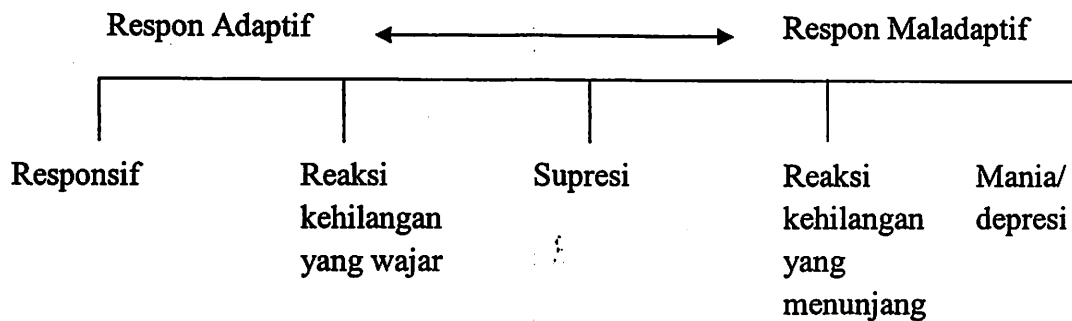 Respon Adaptif
Respon Maladaptif
Responsif
Reaksi
kehilangan
yang wajar
Supresi
Reaksi
kehilangan
yang
menunjang
Mania/
depresi